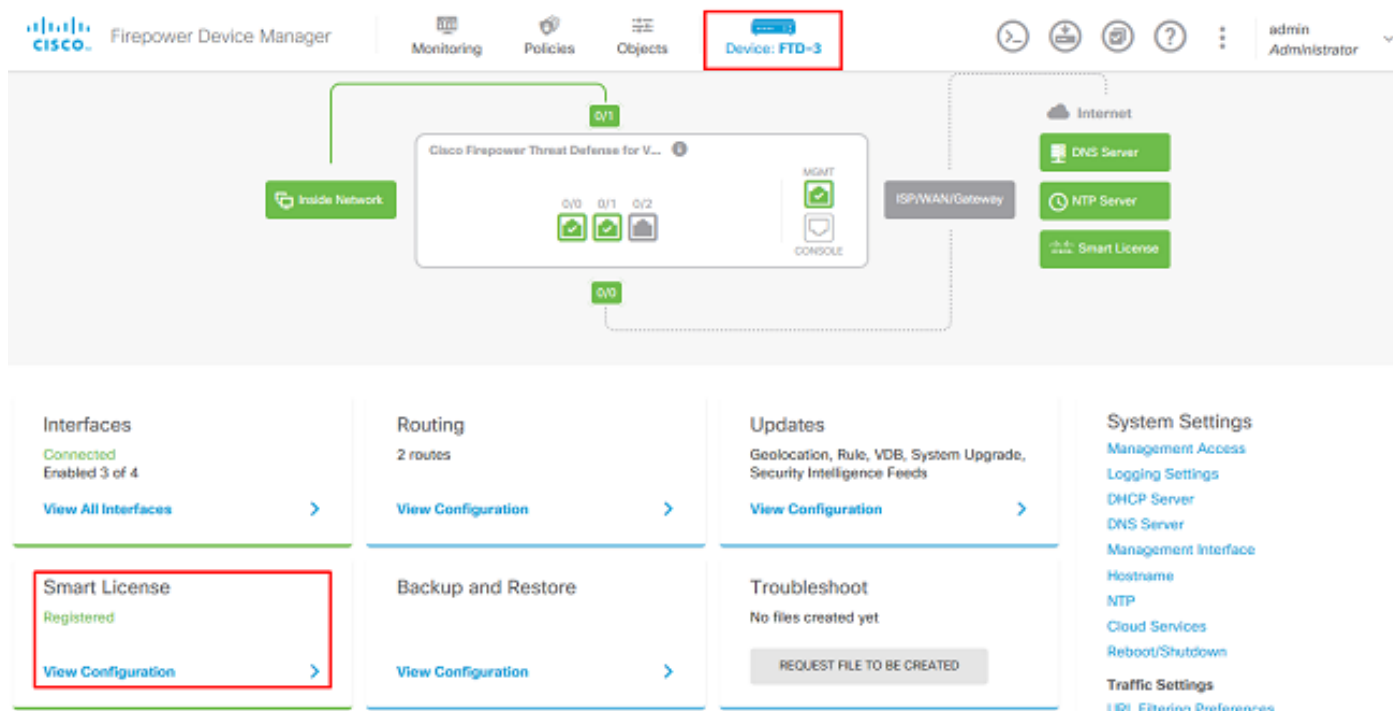 CISCO
Firepower Device Manager
Monitoring
Policies
Objects
Device: FTD-3
admin
Administrator
0/1
Internet
Cisco Firepower Threat Defense for V...
MGMT
CONSOLE
0/0 0/1 0/2
Inside Network
ISP/WAN/Gateway
DNS Server
NTP Server
Smart License
0/0
Interfaces
Connected
Enabled 3 of 4
View All Interfaces
Routing
2 routes
View Configuration
Updates
Geolocation, Rule, VDB, System Upgrade,
Security Intelligence Feeds
View Configuration
Smart License
Registered
View Configuration
Backup and Restore
View Configuration
Troubleshoot
No files created yet
REQUEST FILE TO BE CREATED
System Settings
Management Access
Logging Settings
DHCP Server
DNS Server
Management Interface
Hostname
NTP
Cloud Services
Reboot/Shutdown
Traffic Settings
URL Filtering Preferences